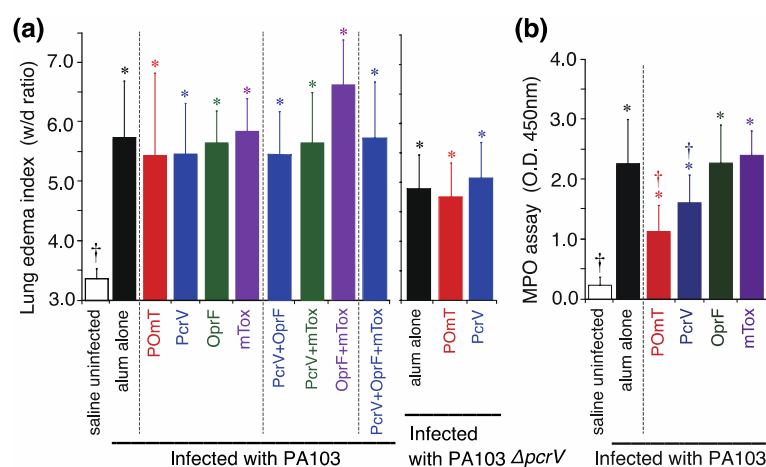 (a)
Lung edema index (w/d ratio)
7.0
6.0
5.0
4.0
3.0
†
*
*
*
*
*
*
*
*
*
*
*
*
saline uninfected
alum alone
POmT
PcrV
OprF
mTox
PcrV+OprF
PcrV+mTox
OprF+mTox
PcrV+OprF+mTox
Infected with PA103
alum alone
POmT
PcrV
Infected
with PA103 ΔpcrV
(b)
MPO assay (O.D. 450nm)
4.0
3.0
2.0
1.0
0.0
†
*
†
*
†
*
*
*
saline uninfected
alum alone
POmT
PcrV
OprF
mTox
Infected with PA103